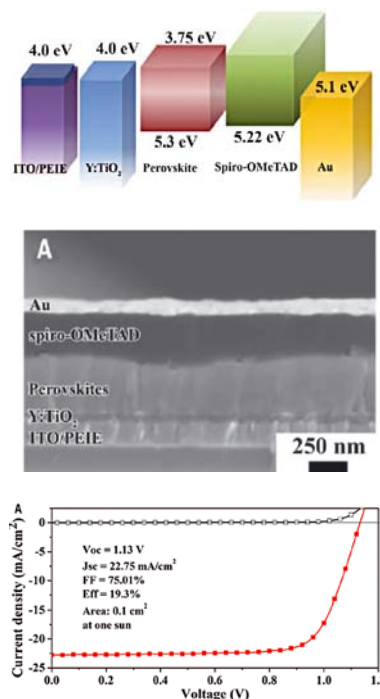 4.0 eV 4.0 eV 3.75 eV
5.1 eV
5.3 eV 5.22 eV
ITO/PEIE Y:TiO₂ Perovskite Spiro-OMeTAD Au
A
Au
spiro-OMeTAD
Perovskites
Y:TiO₂
ITO/PEIE
250 nm
A
Current density (mA/cm²)
0
-5
-10
-15
-20
-25
Voc = 1.13 V
Jsc = 22.75 mA/cm²
FF = 75.01%
Eff = 19.3%
Area: 0.1 cm²
at one sun
0.0 0.2 0.4 0.6 0.8 1.0
Voltage (V)